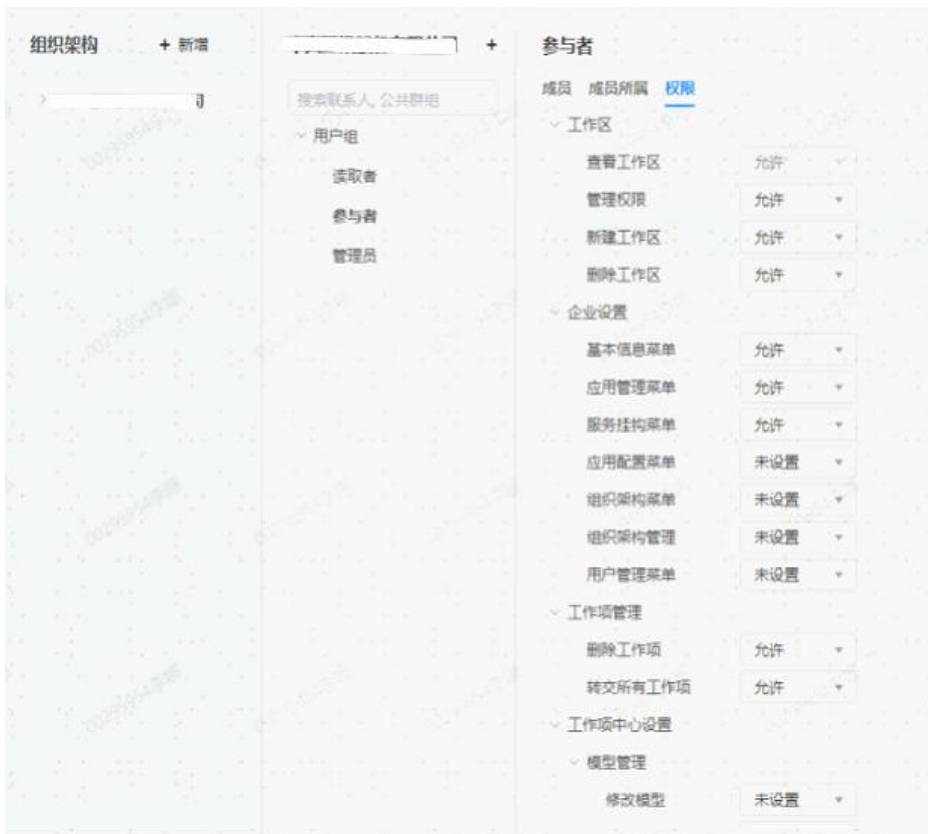 组织架构
+ 新增
+
搜索联系人, 公共群组
用户组
读取者
参与者
管理员
参与者
成员 成员所属 权限
工作区
查看工作区 允许
管理权限 允许
新建工作区 允许
删除工作区 允许
企业设置
基本信息菜单 允许
应用管理菜单 允许
服务挂构菜单 允许
应用配置菜单 未设置
组织架构菜单 未设置
组织架构管理 未设置
用户管理菜单 未设置
工作项管理
删除工作项 允许
转交所有工作项 允许
工作项中心设置
模型管理
修改模型 未设置